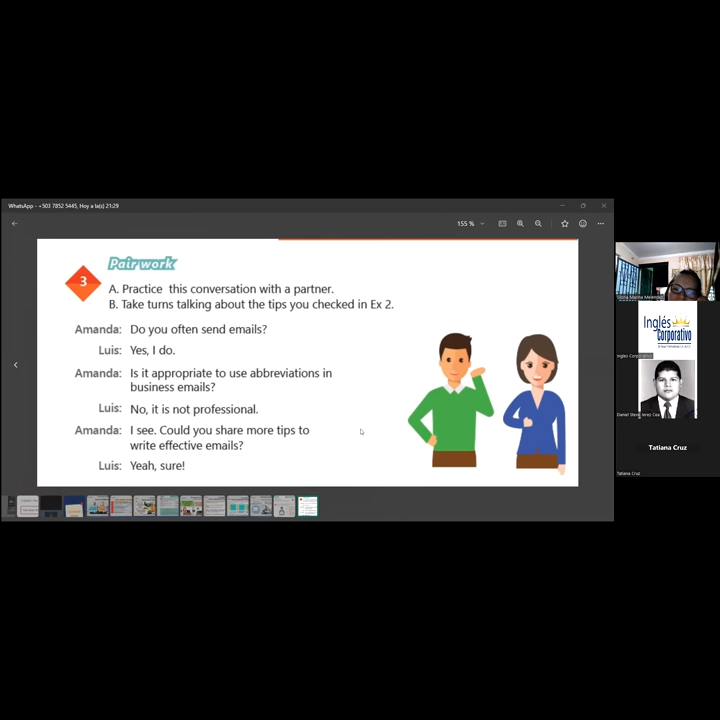 WhatsApp - +503 7852 5445, Hoy a la(s) 21:29
155 %
Pair work
3
A. Practice this conversation with a partner.
B. Take turns talking about the tips you checked in Ex 2.
Amanda: Do you often send emails?
Luis: Yes, I do.
Amanda: Is it appropriate to use abbreviations in
business emails?
Luis: No, it is not professional.
Amanda: I see. Could you share more tips to
write effective emails?
Luis: Yeah, sure!
Inglés
Corporativo
Inglés Corporativo
Tatiana Cruz
Tatiana Cruz